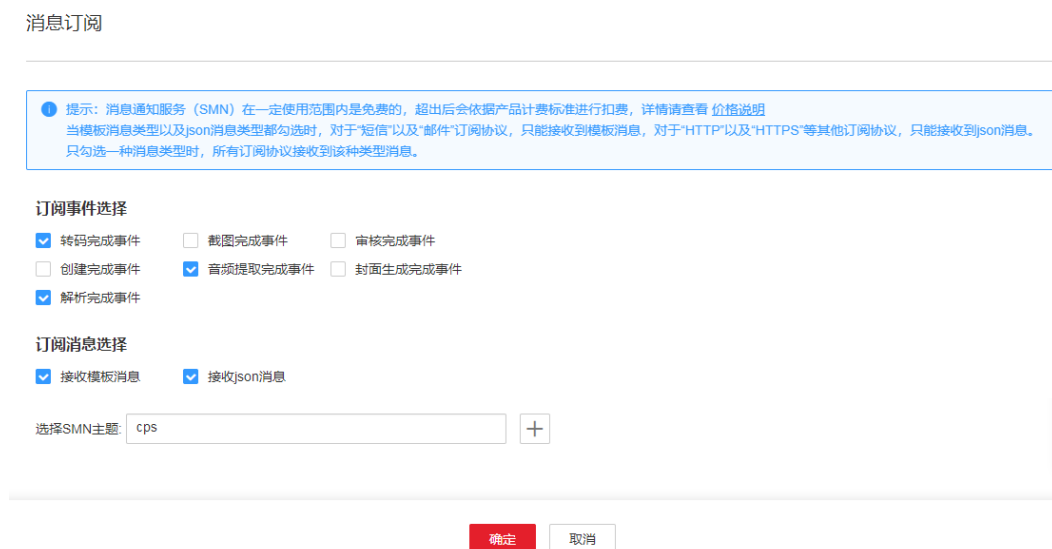 消息订阅
提示：消息通知服务（SMN）在一定使用范围内是免费的，超出后会依据产品计费标准进行扣费，详情请查看 价格说明
当模板消息类型以及json消息类型都勾选时，对于“短信”以及“邮件”订阅协议，只能接收到模板消息，对于“HTTP”以及“HTTPS”等其他订阅协议，只能接收到json消息。
只勾选一种消息类型时，所有订阅协议接收到该种类型消息。
订阅事件选择
转码完成事件 截图完成事件 审核完成事件
创建完成事件 音频提取完成事件 封面生成完成事件
解析完成事件
订阅消息选择
接收模板消息 接收json消息
选择SMN主题: cps
确定 取消